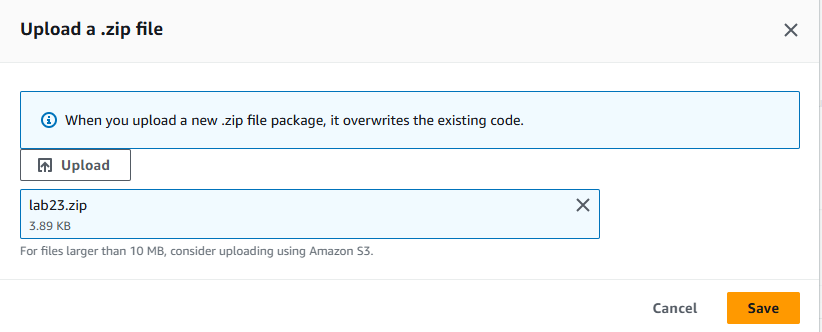 Upload a .zip file
When you upload a new .zip file package, it overwrites the existing code.
Upload
lab23.zip
3.89 KB
For files larger than 10 MB, consider uploading using Amazon S3.
Cancel
Save